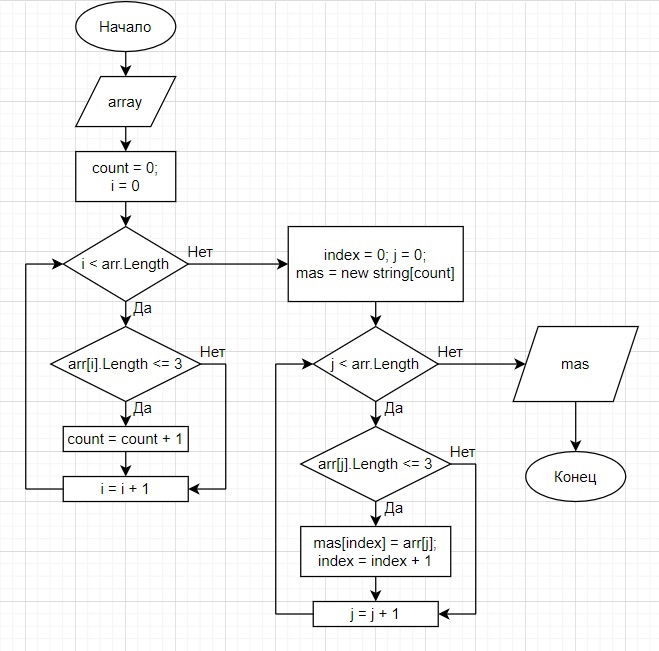 Начало
array
count = 0;
i = 0
i < arr.Length
Нет
Да
arr[i].Length <= 3
Нет
Да
count = count + 1
i = i + 1
index = 0; j = 0;
mas = new string[count]
j < arr.Length
Нет
Да
arr[j].Length <= 3
Нет
Да
mas[index] = arr[j];
index = index + 1
j = j + 1
mas
Конец